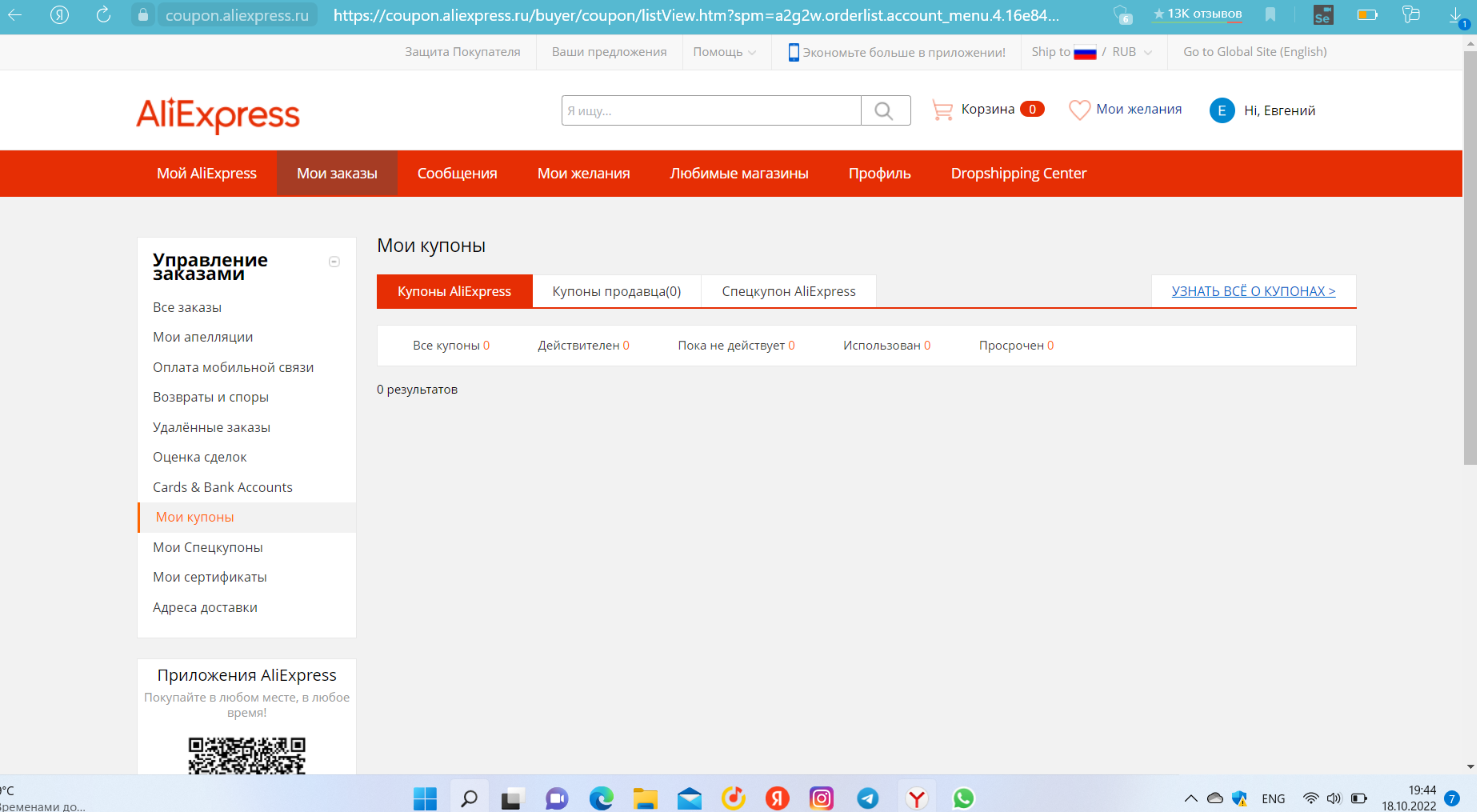 coupon.aliexpress.ru https://coupon.aliexpress.ru/buyer/coupon/listView.htm?spm=a2g2w.orderlist.account_menu.4.16e84... 6 ★ 13K отзывов Se 1
Защита Покупателя Ваши предложения Помощь Экономьте больше в приложении! Ship to / RUB Go to Global Site (English)
AliExpress Я ищу... Корзина 0 Мои желания E Hi, Евгений
Мой AliExpress Мои заказы Сообщения Мои желания Любимые магазины Профиль Dropshipping Center
Управление
заказами
Все заказы
Мои апелляции
Оплата мобильной связи
Возвраты и споры
Удалённые заказы
Оценка сделок
Cards & Bank Accounts
Мои купоны
Мои Спецкупоны
Мои сертификаты
Адреса доставки
Мои купоны
Купоны AliExpress Купоны продавца(0) Спецкупон AliExpress УЗНАТЬ ВСЁ О КУПОНАХ >
Все купоны 0 Действителен 0 Пока не действует 0 Использован 0 Просрочен 0
0 результатов
Приложения AliExpress
Покупайте в любом месте, в любое
время!
°C
ENG
19:44
18.10.2022
7